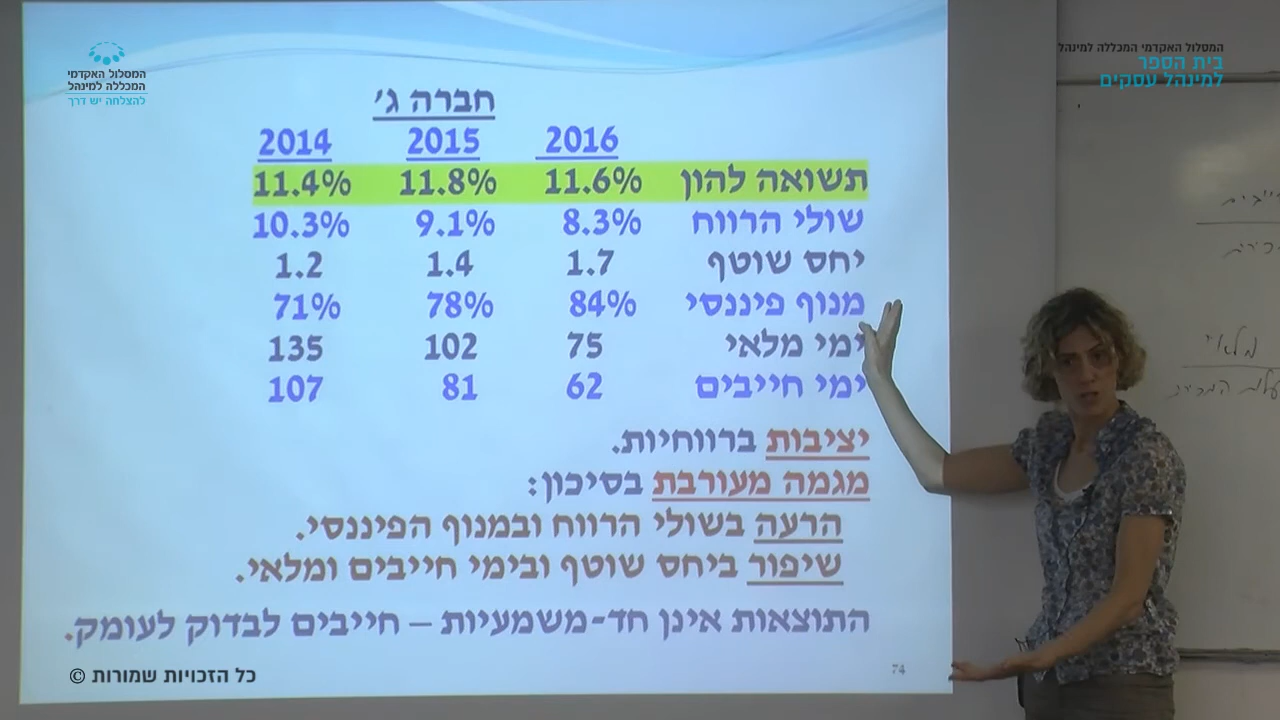 המסלול האקדמי המכללה למינהל
בית הספר
למינהל עסקים
המסלול האקדמי
המכללה למינהל
להצלחה יש דרך
חברה ג'
2016 2015 2014
תשואה להון 11.6% 11.8% 11.4%
שולי הרווח 8.3% 9.1% 10.3%
יחס שוטף 1.7 1.4 1.2
מנוף פיננסי 84% 78% 71%
ימי מלאי 75 102 135
ימי חייבים 62 81 107
יציבות ברווחיות.
מגמה מעורבת בסיכון:
הרעה בשולי הרווח ובמנוף הפיננסי.
שיפור ביחס שוטף ובימי חייבים ומלאי.
התוצאות אינן חד-משמעיות – חייבים לבדוק לעומק.
74
כל הזכויות שמורות ©
מלאי